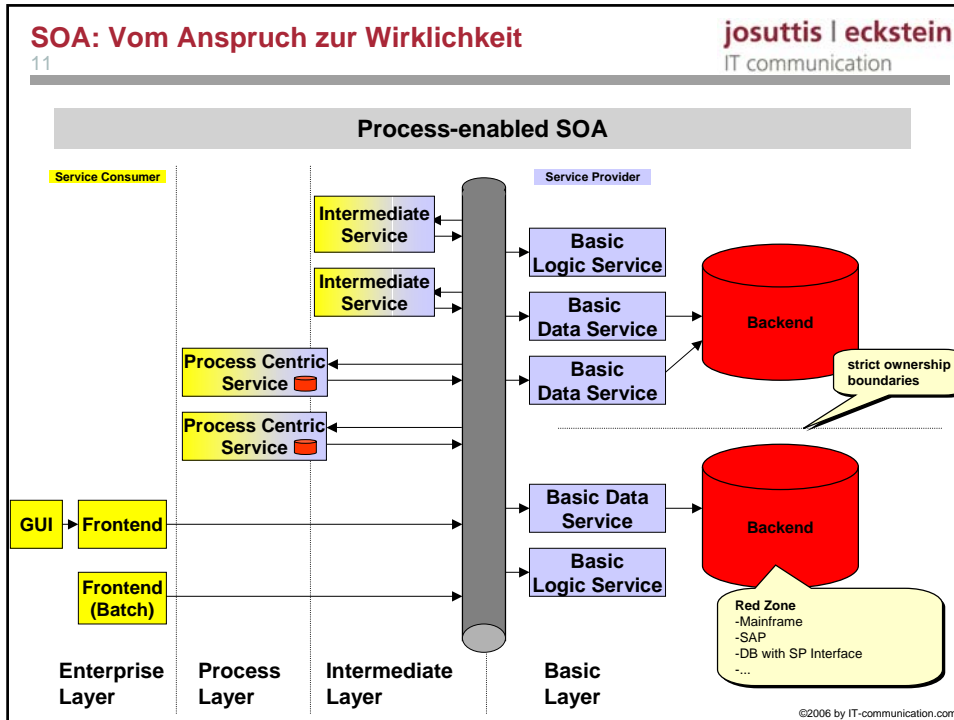 SOA: Vom Anspruch zur Wirklichkeit
11
josuttis | eckstein
IT communication
Process-enabled SOA
Service Consumer
Service Provider
Intermediate
Service
Basic
Logic Service
Intermediate
Service
Basic
Data Service
Backend
Process Centric
Service
Basic
Data Service
strict ownership
boundaries
Process Centric
Service
GUI
Frontend
Basic Data
Service
Backend
Frontend
(Batch)
Basic
Logic Service
Red Zone
-Mainframe
-SAP
-DB with SP Interface
-...
Enterprise
Layer
Process
Layer
Intermediate
Layer
Basic
Layer
©2006 by IT-communication.com